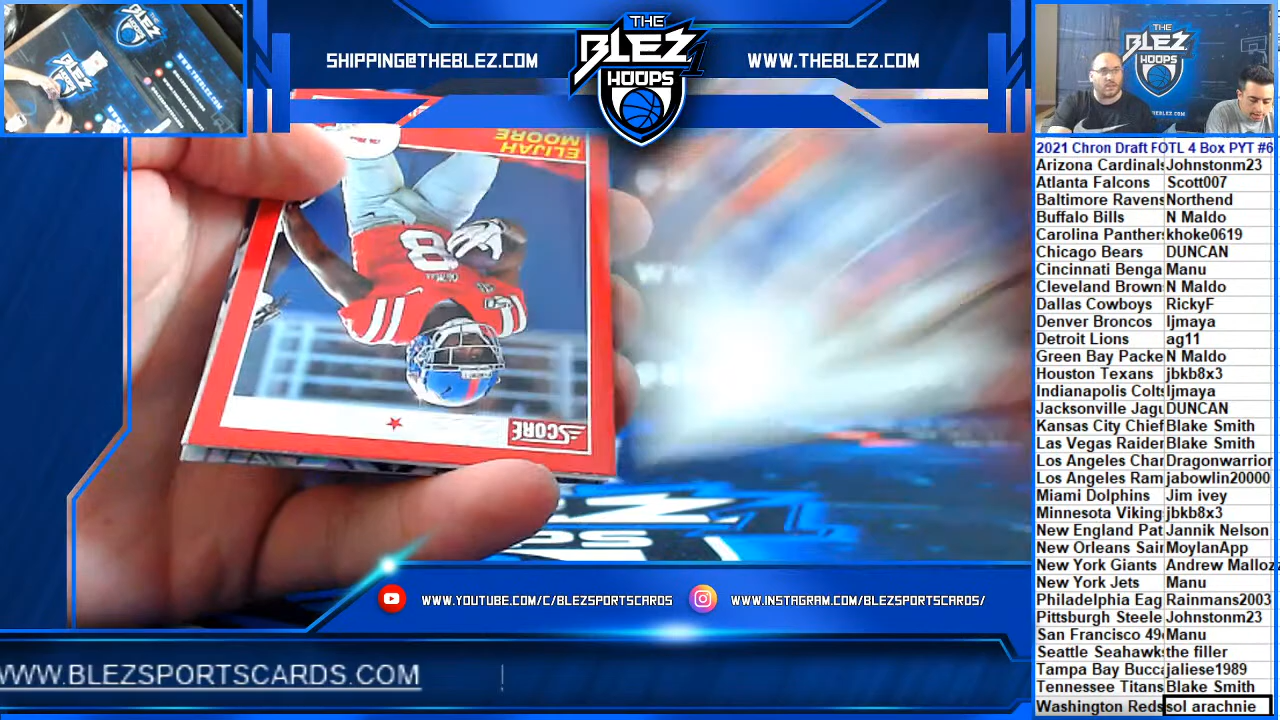 SHIPPING@THEBLEZ.COM
THE
BLEZ
HOOPS
WWW.THEBLEZ.COM
ELIJAH
MOORE
8
SCORE
WWW.YOUTUBE.COM/C/BLEZSPORTSCARDS
WWW.INSTAGRAM.COM/BLEZSPORTSCARDS/
WWW.BLEZSPORTSCARDS.COM
2021 Chron Draft FOTL 4 Box PYT #6
Arizona Cardinals Johnstonm23
Atlanta Falcons Scott007
Baltimore Ravens Northend
Buffalo Bills N Maldo
Carolina Panther khoke0619
Chicago Bears DUNCAN
Cincinnati Benga Manu
Cleveland Brown N Maldo
Dallas Cowboys RickyF
Denver Broncos ljmaya
Detroit Lions ag11
Green Bay Packe N Maldo
Houston Texans jbkb8x3
Indianapolis Colts ljmaya
Jacksonville Jagu DUNCAN
Kansas City Chief Blake Smith
Las Vegas Raider Blake Smith
Los Angeles Char Dragonwarrior
Los Angeles Ram jabowlin20000
Miami Dolphins Jim ivey
Minnesota Viking jbkb8x3
New England Pat Jannik Nelson
New Orleans Sain MoylanApp
New York Giants Andrew Malloz
New York Jets Manu
Philadelphia Eag Rainmans2003
Pittsburgh Steele Johnstonm23
San Francisco 49 Manu
Seattle Seahawk the filler
Tampa Bay Bucca jaliese1989
Tennessee Titans Blake Smith
Washington Reds sol arachnie